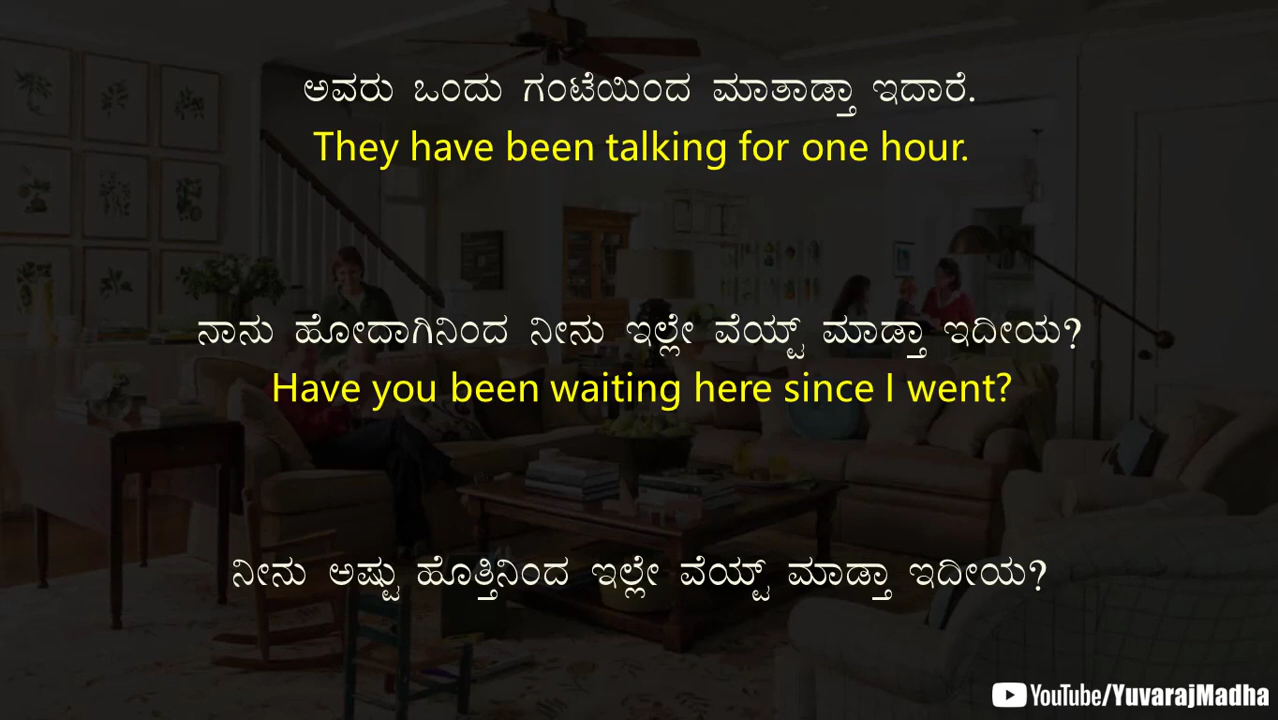 ಅವರು ಒಂದು ಗಂಟೆಯಿಂದ ಮಾತಾಡ್ತಾ ಇದಾರೆ.
They have been talking for one hour.
ನಾನು ಹೋದಾಗಿನಿಂದ ನೀನು ಇಲ್ಲೇ ವೆಯ್ಟ್ ಮಾಡ್ತಾ ಇದೀಯ?
Have you been waiting here since I went?
ನೀನು ಅಷ್ಟು ಹೊತ್ತಿನಿಂದ ಇಲ್ಲೇ ವೆಯ್ಟ್ ಮಾಡ್ತಾ ಇದೀಯ?
YouTube/YuvarajMadha